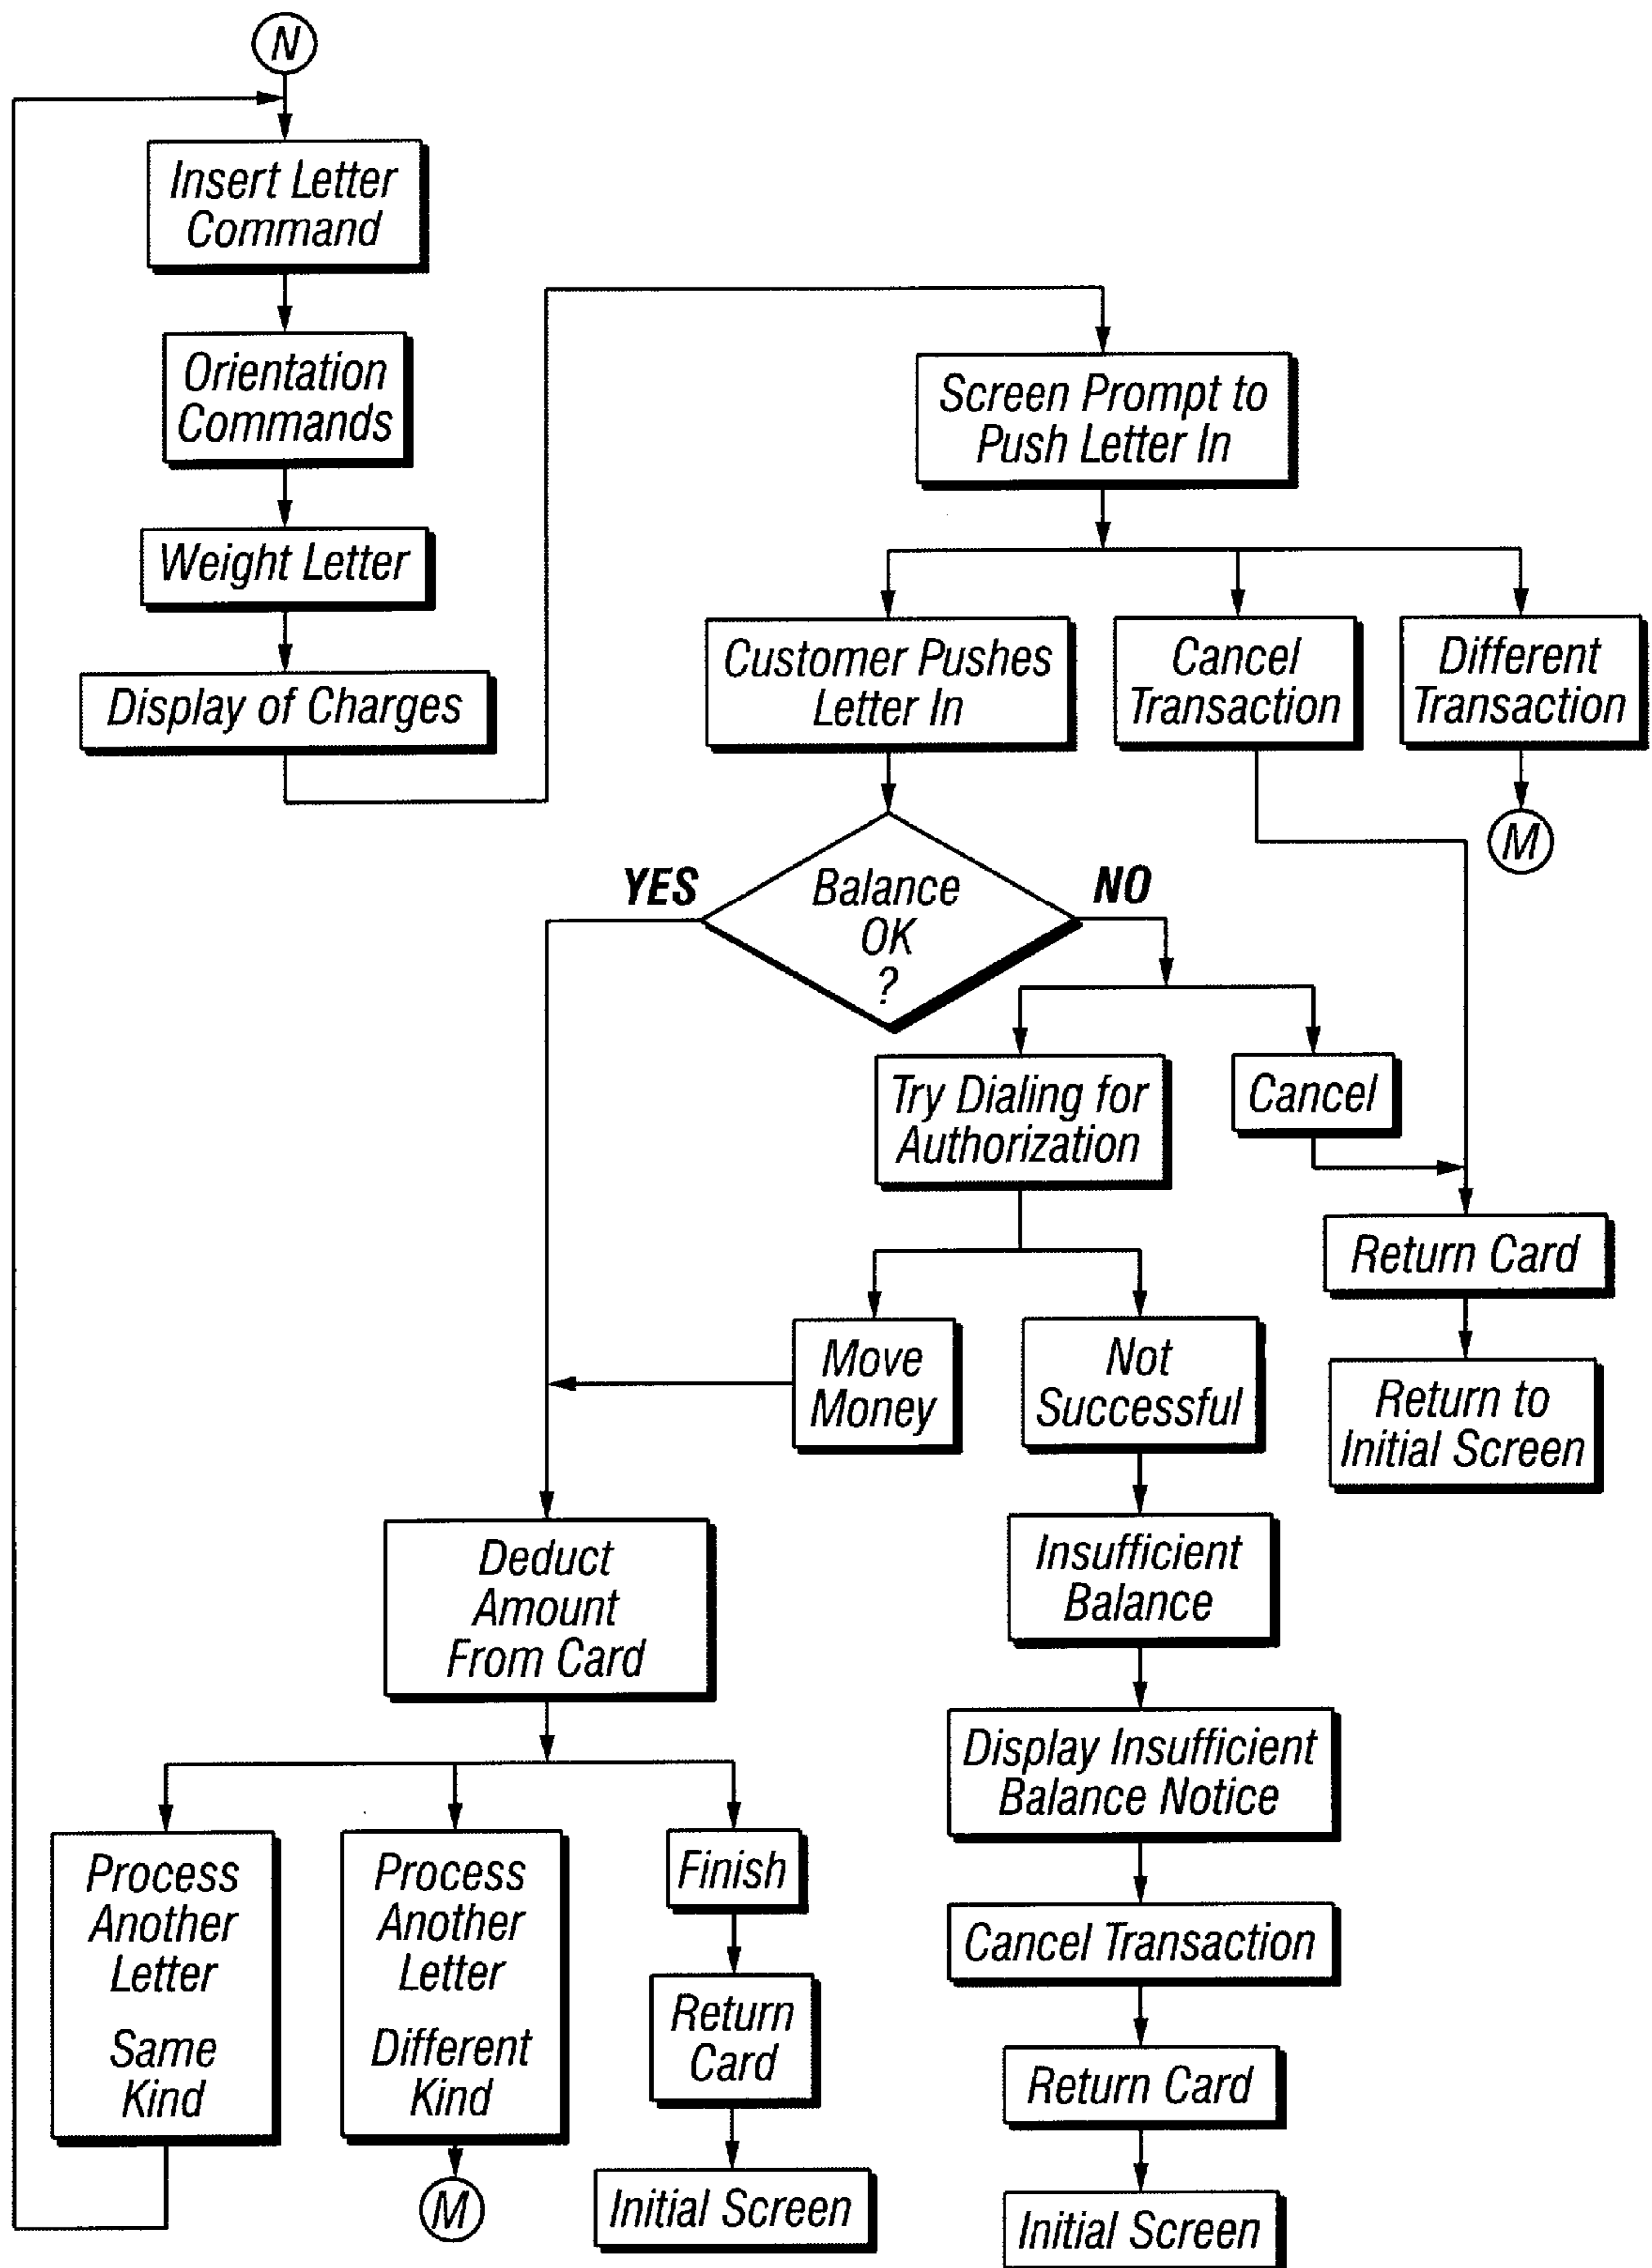 N
Insert Letter
Command
Orientation
Commands
Weight Letter
Display of Charges
Screen Prompt to
Push Letter In
Customer Pushes
Letter In
Cancel
Transaction
Different
Transaction
M
YES
Balance
OK
?
NO
Try Dialing for
Authorization
Cancel
Return Card
Return to
Initial Screen
Move
Money
Not
Successful
Insufficient
Balance
Display Insufficient
Balance Notice
Cancel Transaction
Return Card
Initial Screen
Deduct
Amount
From Card
Process
Another
Letter
Same
Kind
Process
Another
Letter
Different
Kind
M
Finish
Return
Card
Initial Screen